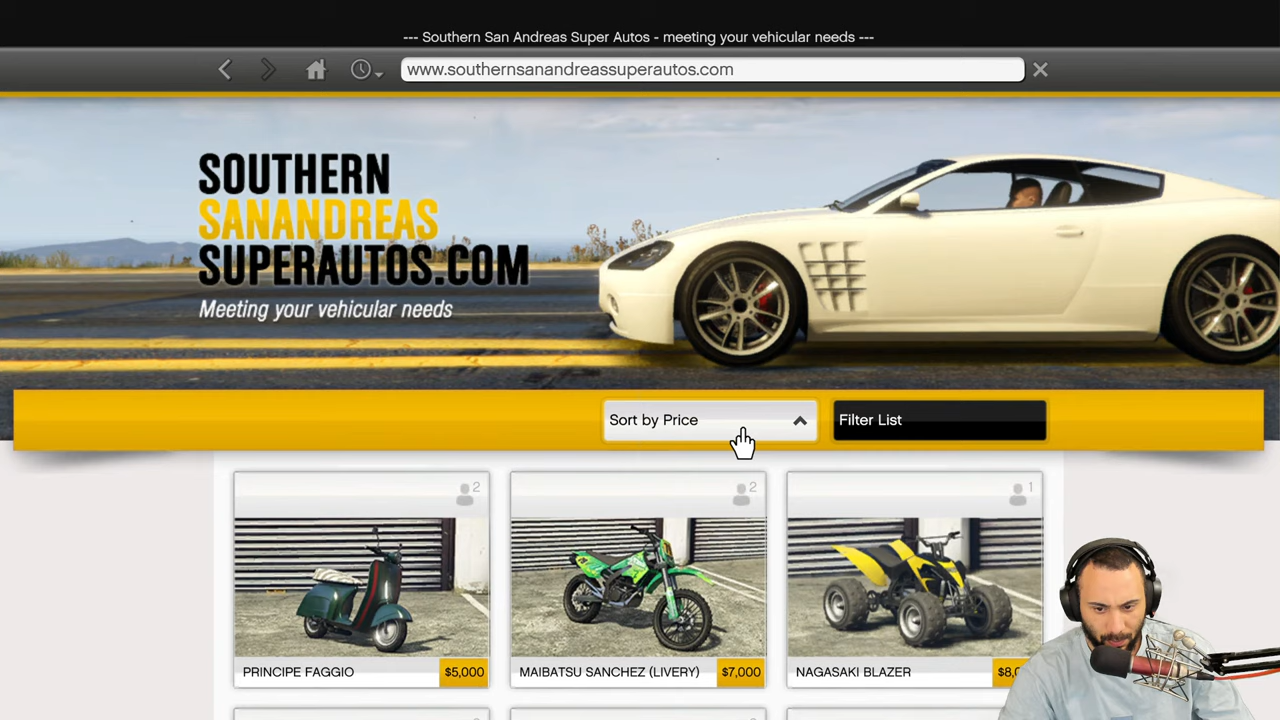 --- Southern San Andreas Super Autos - meeting your vehicular needs ---
www.southernsanandreassuperautos.com
SOUTHERN
SANANDREAS
SUPERAUTOS.COM
Meeting your vehicular needs
Sort by Price
Filter List
2
2
1
PRINCIPE FAGGIO
$5,000
MAIBATSU SANCHEZ (LIVERY)
$7,000
NAGASAKI BLAZER